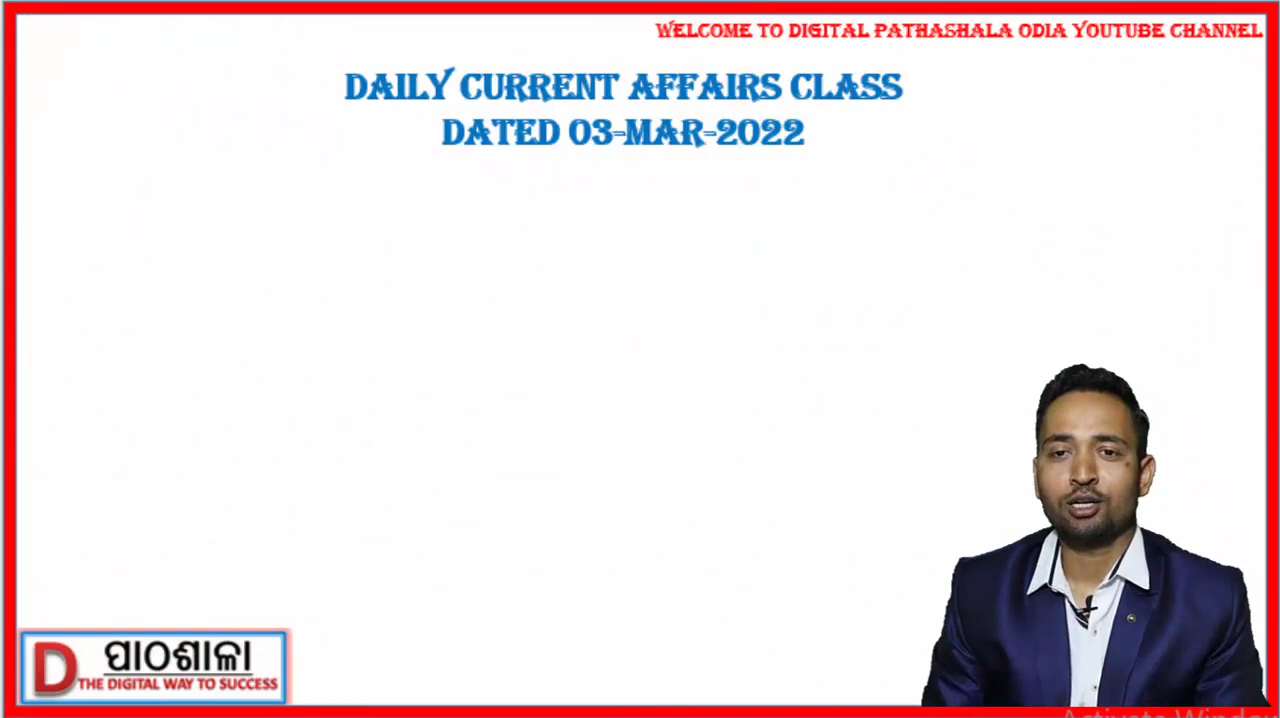 WELCOME TO DIGITAL PATHASHALA ODIA YOUTUBE CHANNEL
DAILY CURRENT AFFAIRS CLASS
DATED 03-MAR-2022
D ପାଠଶାଳା
THE DIGITAL WAY TO SUCCESS